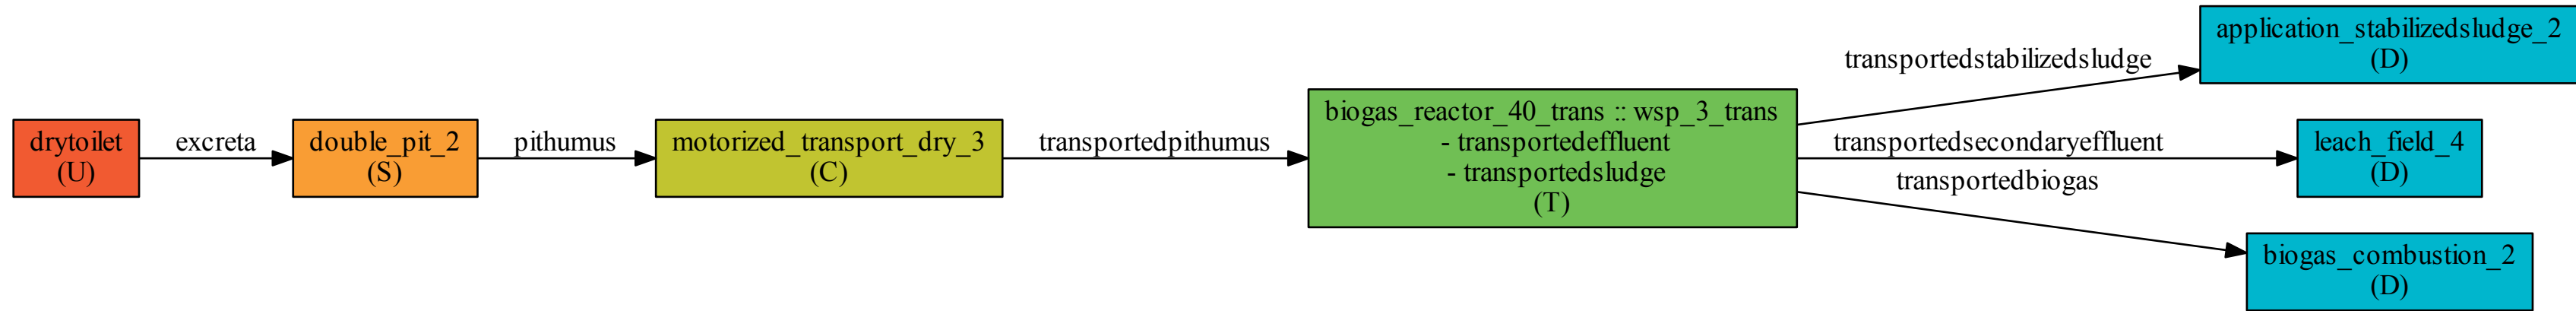 drytoilet
(U)
excreta
double_pit_2
(S)
pithumus
motorized_transport_dry_3
(C)
transportedpithumus
biogas_reactor_40_trans :: wsp_3_trans
- transportedeffluent
- transportedsludge
(T)
transportedstabilizedsludge
application_stabilizedsludge_2
(D)
transportedsecondaryeffluent
leach_field_4
(D)
transportedbiogas
biogas_combustion_2
(D)